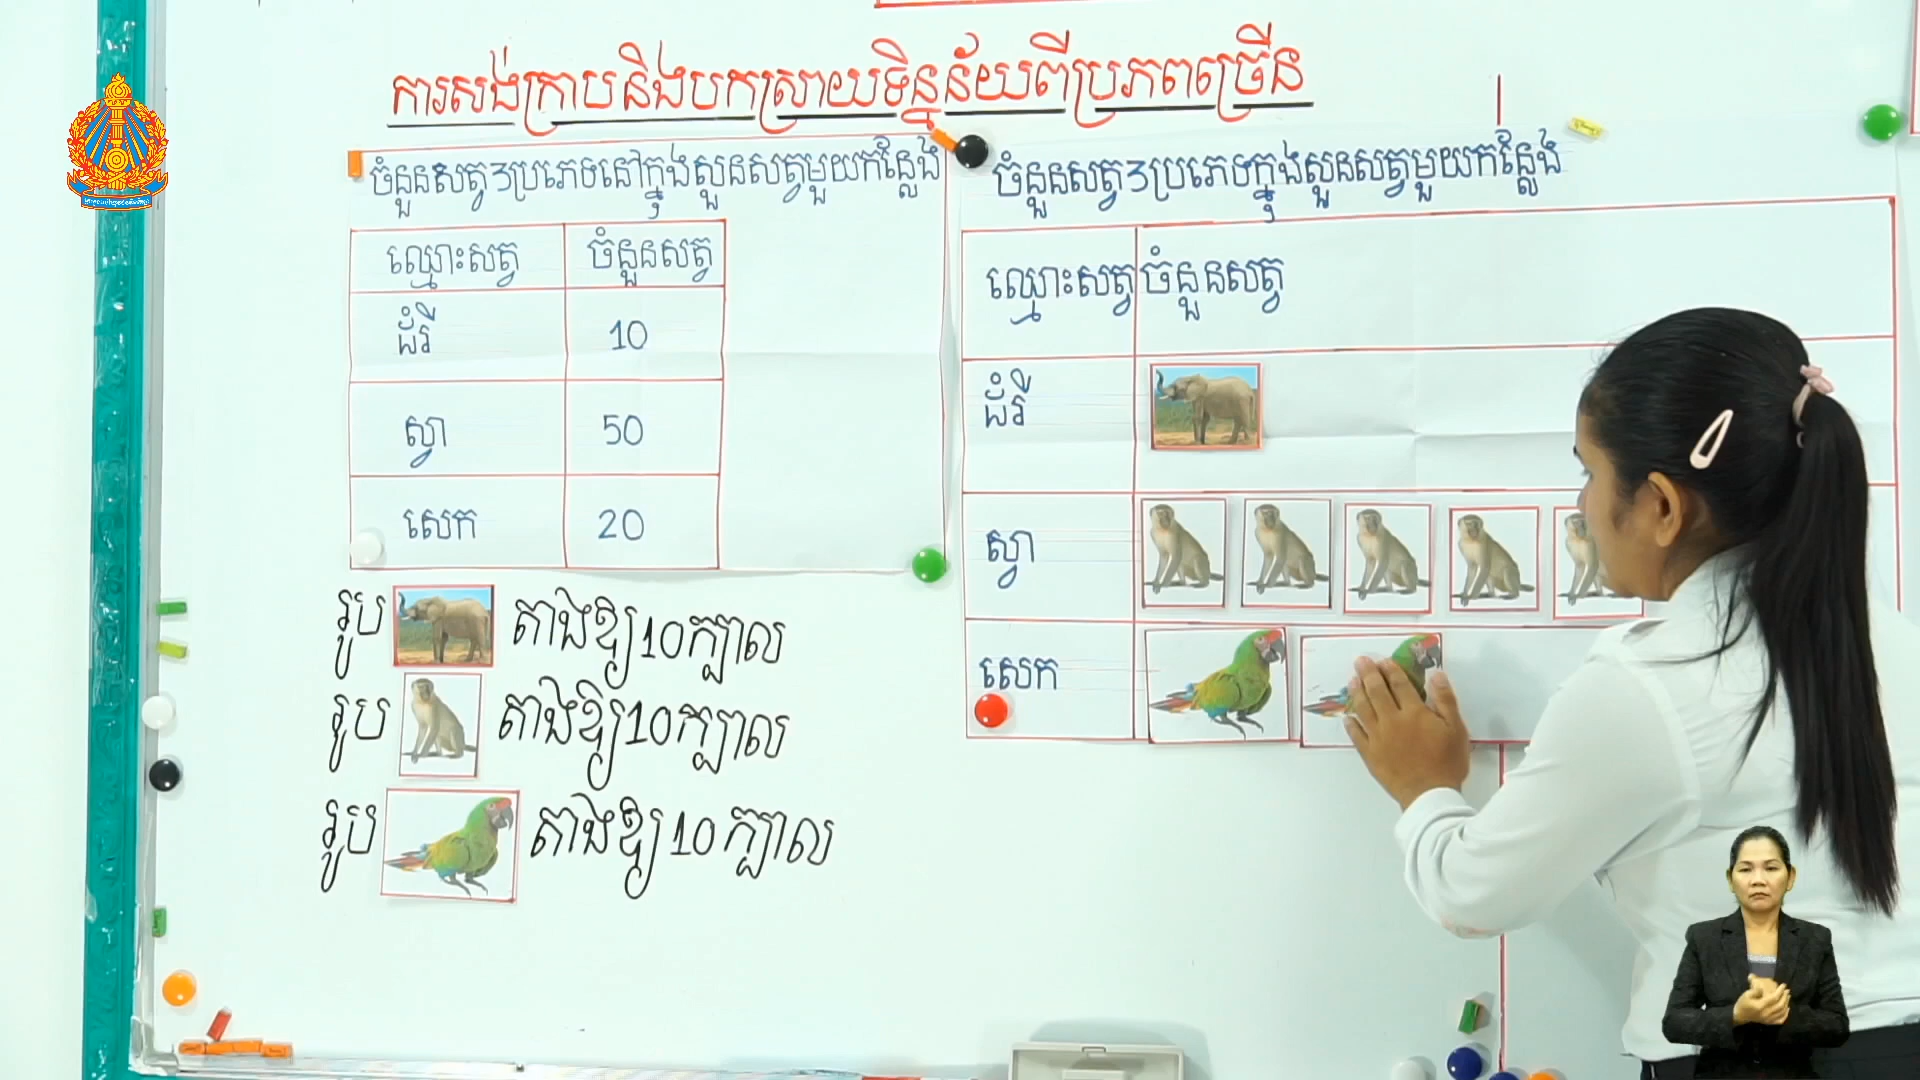 ការសង់ក្រាបនិងបកស្រាយទិន្នន័យពីប្រភពច្រើន
ចំនួនសត្វ3ប្រភេទនៅក្នុងសួនសត្វមួយកន្លែង
ឈ្មោះសត្វ ចំនួនសត្វ
ដំរី 10
ស្វា 50
សេក 20
រូប តាងឱ្យ 10ក្បាល
រូប តាងឱ្យ 10ក្បាល
រូប តាងឱ្យ 10 ក្បាល
ចំនួនសត្វ3ប្រភេទក្នុងសួនសត្វមួយកន្លែង
ឈ្មោះសត្វ ចំនួនសត្វ
ដំរី
ស្វា
សេក